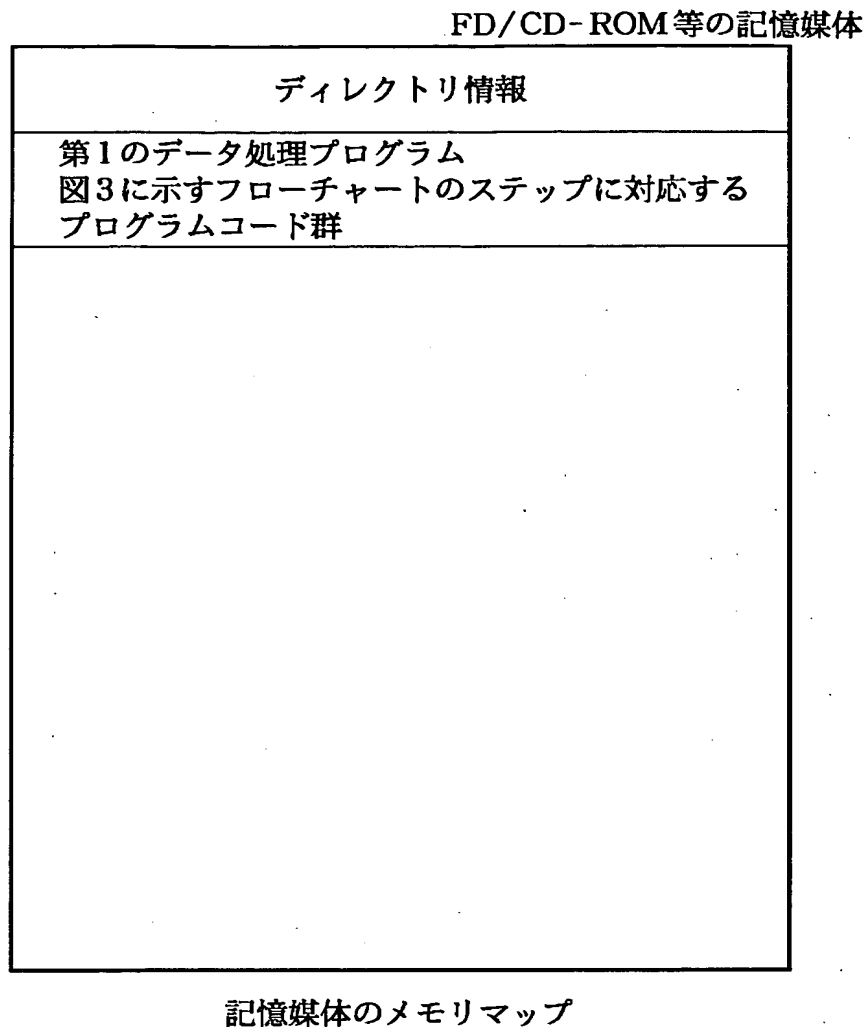 FD/CD-ROM等の記憶媒体
ディレクトリ情報
第1のデータ処理プログラム
図3に示すフローチャートのステップに対応する
プログラムコード群
記憶媒体のメモリマップ